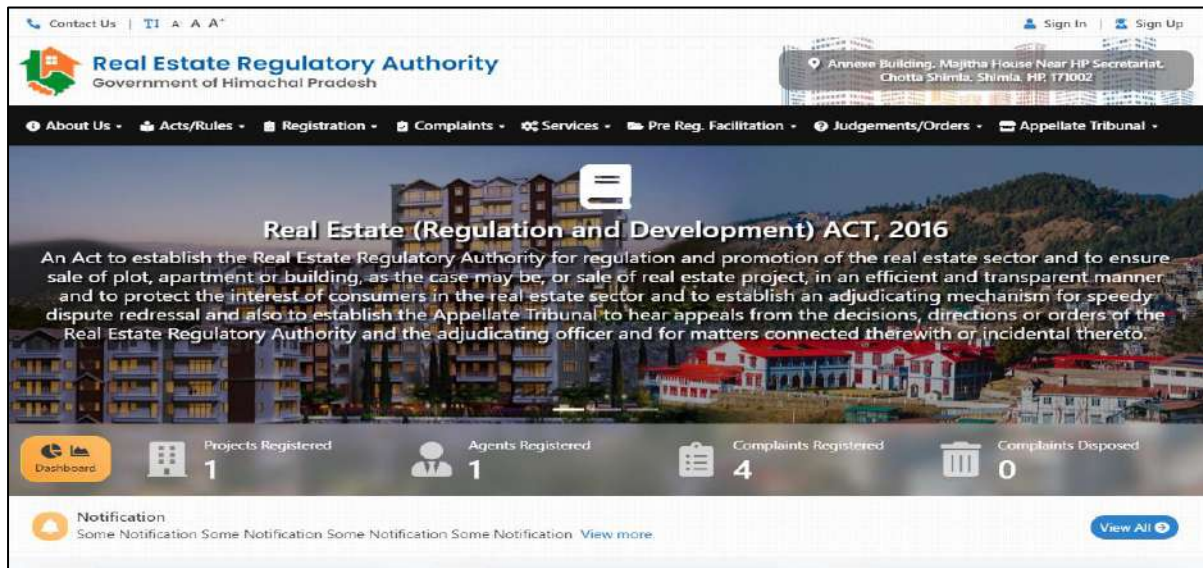 Contact Us | TI A A A+
Sign In | Sign Up
Real Estate Regulatory Authority
Government of Himachal Pradesh
Annexe Building, Majitha House Near HP Secretariat,
Chotta Shimla, Shimla, HP, 171002
About Us Acts/Rules Registration Complaints Services Pre Reg. Facilitation Judgements/Orders Appellate Tribunal
Real Estate (Regulation and Development) ACT, 2016
An Act to establish the Real Estate Regulatory Authority for regulation and promotion of the real estate sector and to ensure
sale of plot, apartment or building, as the case may be, or sale of real estate project, in an efficient and transparent manner
and to protect the interest of consumers in the real estate sector and to establish an adjudicating mechanism for speedy
dispute redressal and also to establish the Appellate Tribunal to hear appeals from the decisions, directions or orders of the
Real Estate Regulatory Authority and the adjudicating officer and for matters connected therewith or incidental thereto.
Dashboard
Projects Registered
1
Agents Registered
1
Complaints Registered
4
Complaints Disposed
0
Notification
Some Notification Some Notification Some Notification Some Notification View more
View All